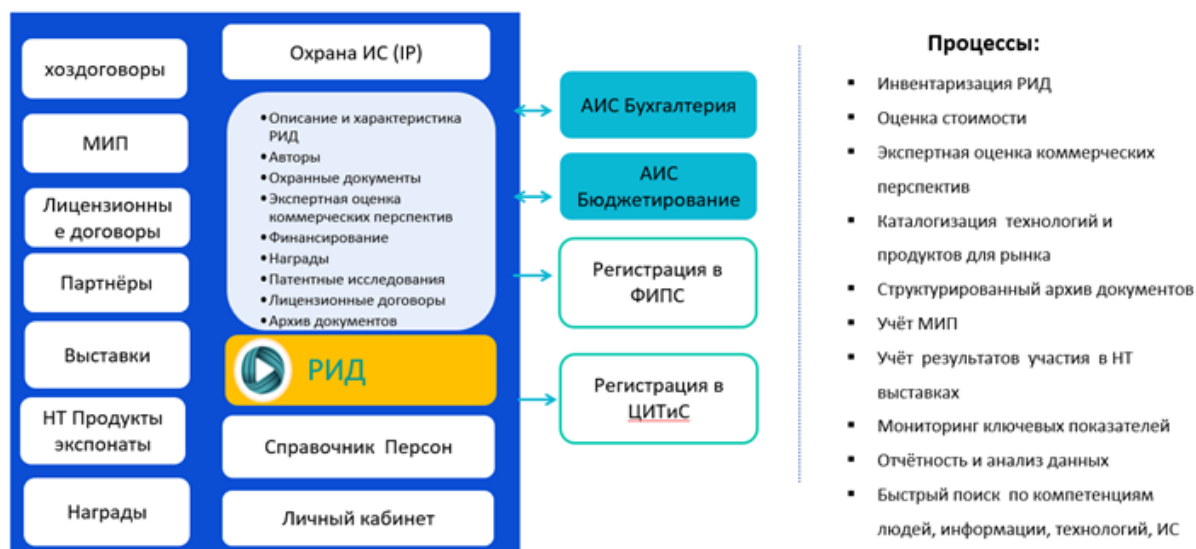 хоздоговоры
МИП
Лицензионны
е договоры
Партнёры
Выставки
НТ Продукты
экспонаты
Награды
Охрана ИС (IP)
•Описание и характеристика
РИД
•Авторы
•Охранные документы
•Экспертная оценка
коммерческих перспектив
•Финансирование
•Награды
•Патентные исследования
•Лицензионные договоры
•Архив документов
РИД
Справочник Персон
Личный кабинет
АИС Бухгалтерия
АИС
Бюджетирование
Регистрация в
ФИПС
Регистрация в
ЦИТиС
Процессы:
▪ Инвентаризация РИД
▪ Оценка стоимости
▪ Экспертная оценка коммерческих
перспектив
▪ Каталогизация технологий и
продуктов для рынка
▪ Структурированный архив документов
▪ Учёт МИП
▪ Учёт результатов участия в НТ
выставках
▪ Мониторинг ключевых показателей
▪ Отчётность и анализ данных
▪ Быстрый поиск по компетенциям
людей, информации, технологий, ИС